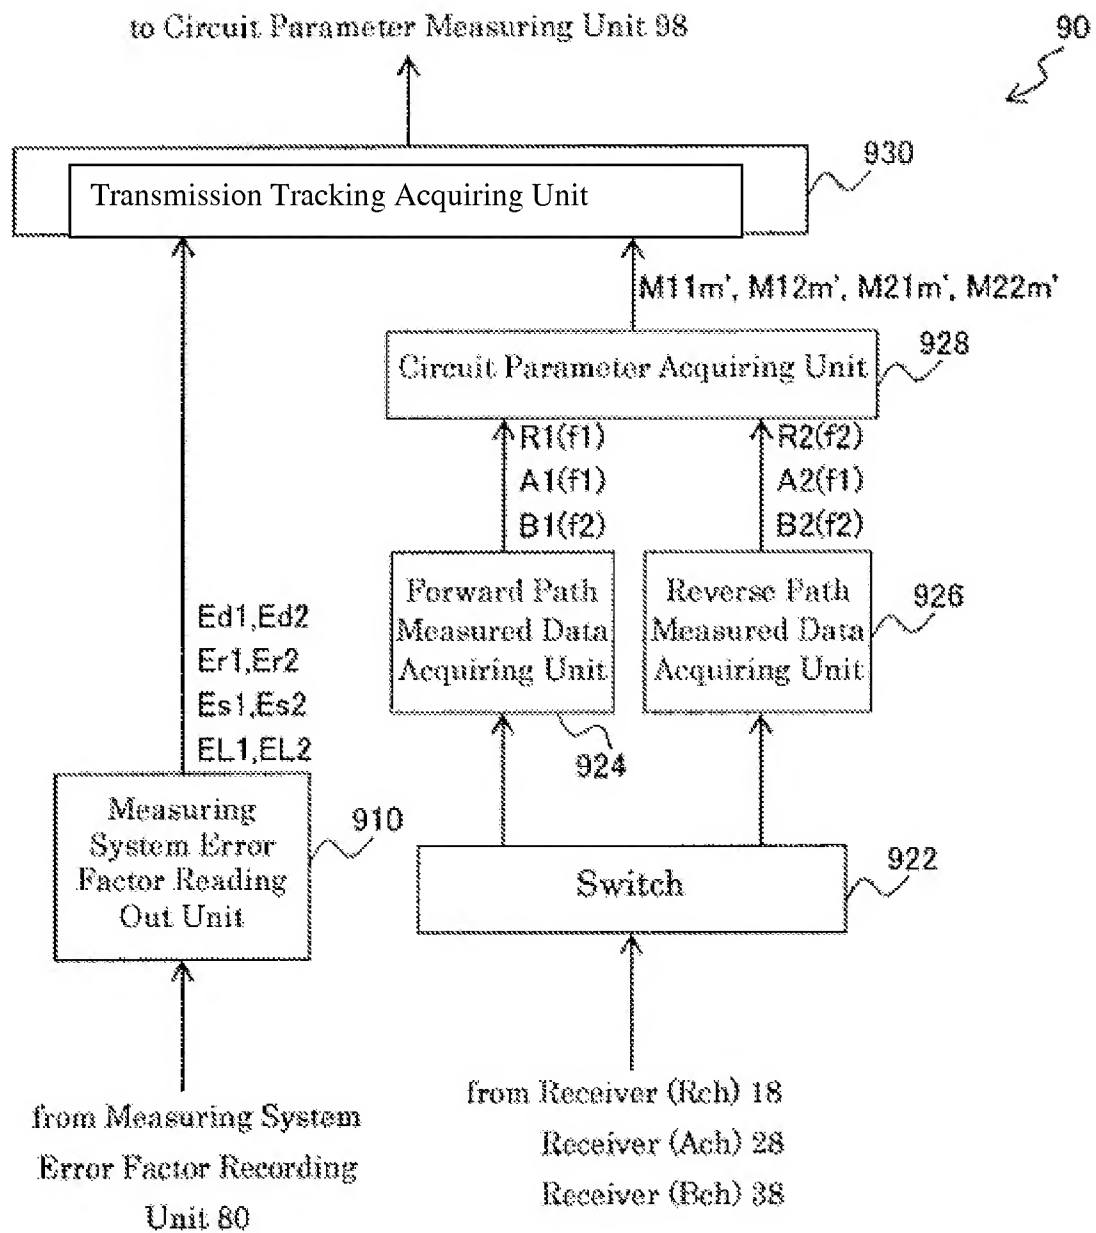 to Circuit Parameter Measuring Unit 98
90
930
Transmission Tracking Acquiring Unit
M11m', M12m', M21m', M22m'
928
Circuit Parameter Acquiring Unit
R1(f1)
A1(f1)
B1(f2)
R2(f2)
A2(f1)
B2(f2)
Forward Path
Measured Data
Acquiring Unit
924
Reverse Path
Measured Data
Acquiring Unit
926
Ed1,Ed2
Er1,Er2
Es1,Es2
EL1,EL2
Measuring
System Error
Factor Reading
Out Unit
910
Switch
922
from Measuring System
Error Factor Recording
Unit 80
from Receiver (Rch) 18
Receiver (Ach) 28
Receiver (Bch) 38